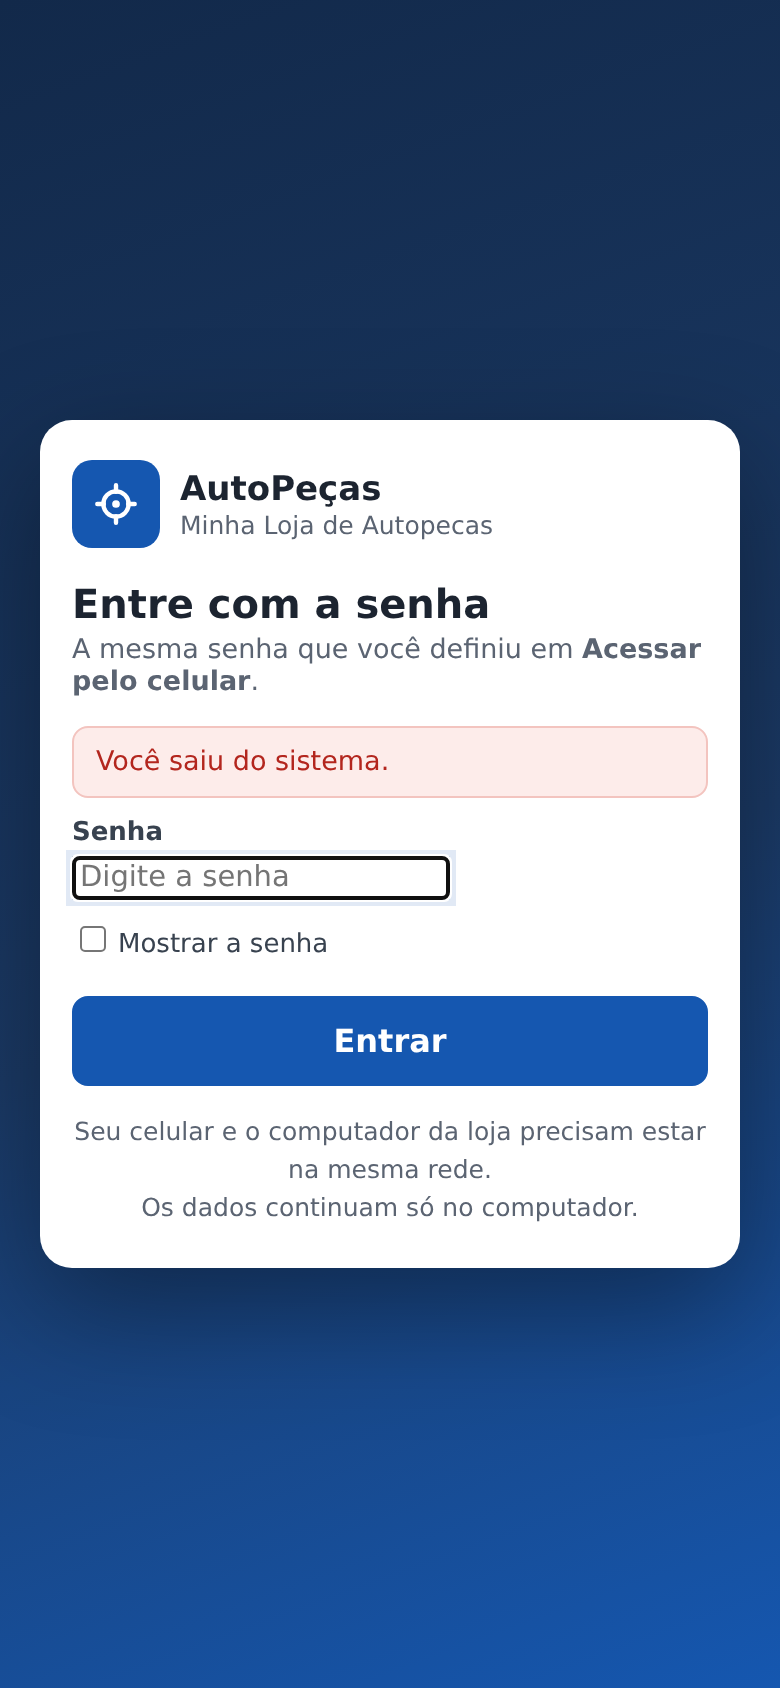 AutoPeças
Minha Loja de Autopecas
Entre com a senha
A mesma senha que você definiu em Acessar
pelo celular.
Você saiu do sistema.
Senha
Digite a senha
Mostrar a senha
Entrar
Seu celular e o computador da loja precisam estar
na mesma rede.
Os dados continuam só no computador.